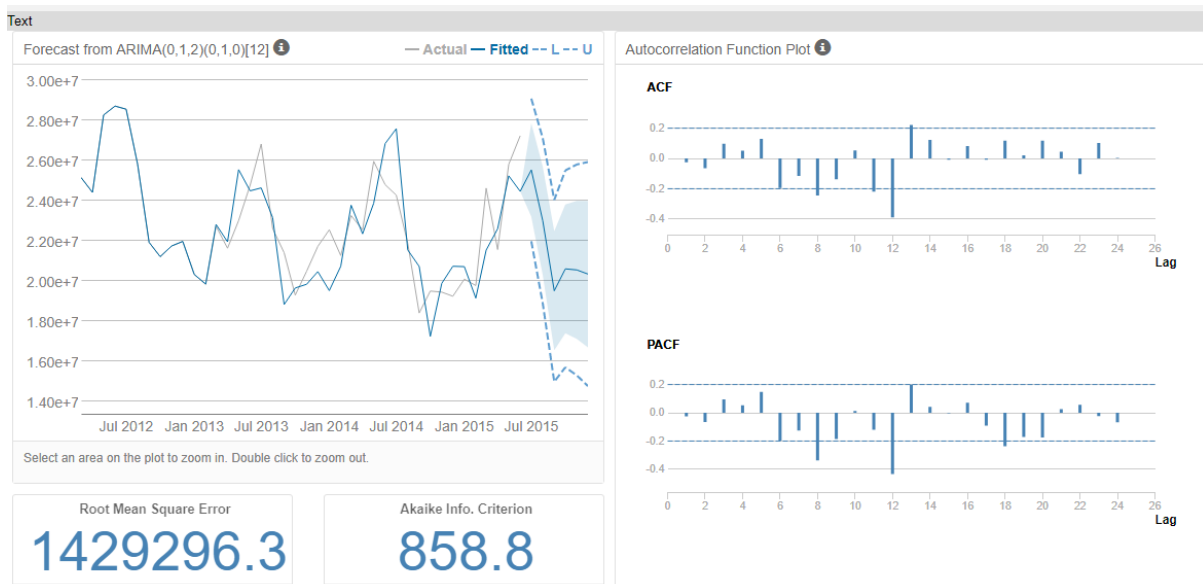 Text
Forecast from ARIMA(0,1,2)(0,1,0)[12]
Actual Fitted L U
3.00e+7
2.80e+7
2.60e+7
2.40e+7
2.20e+7
2.00e+7
1.80e+7
1.60e+7
1.40e+7
Jul 2012 Jan 2013 Jul 2013 Jan 2014 Jul 2014 Jan 2015 Jul 2015
Select an area on the plot to zoom in. Double click to zoom out.
Root Mean Square Error
1429296.3
Akaike Info. Criterion
858.8
Autocorrelation Function Plot
ACF
0.2
0.0
-0.2
-0.4
0 2 4 6 8 10 12 14 16 18 20 22 24 26
Lag
PACF
0.2
0.0
-0.2
-0.4
0 2 4 6 8 10 12 14 16 18 20 22 24 26
Lag